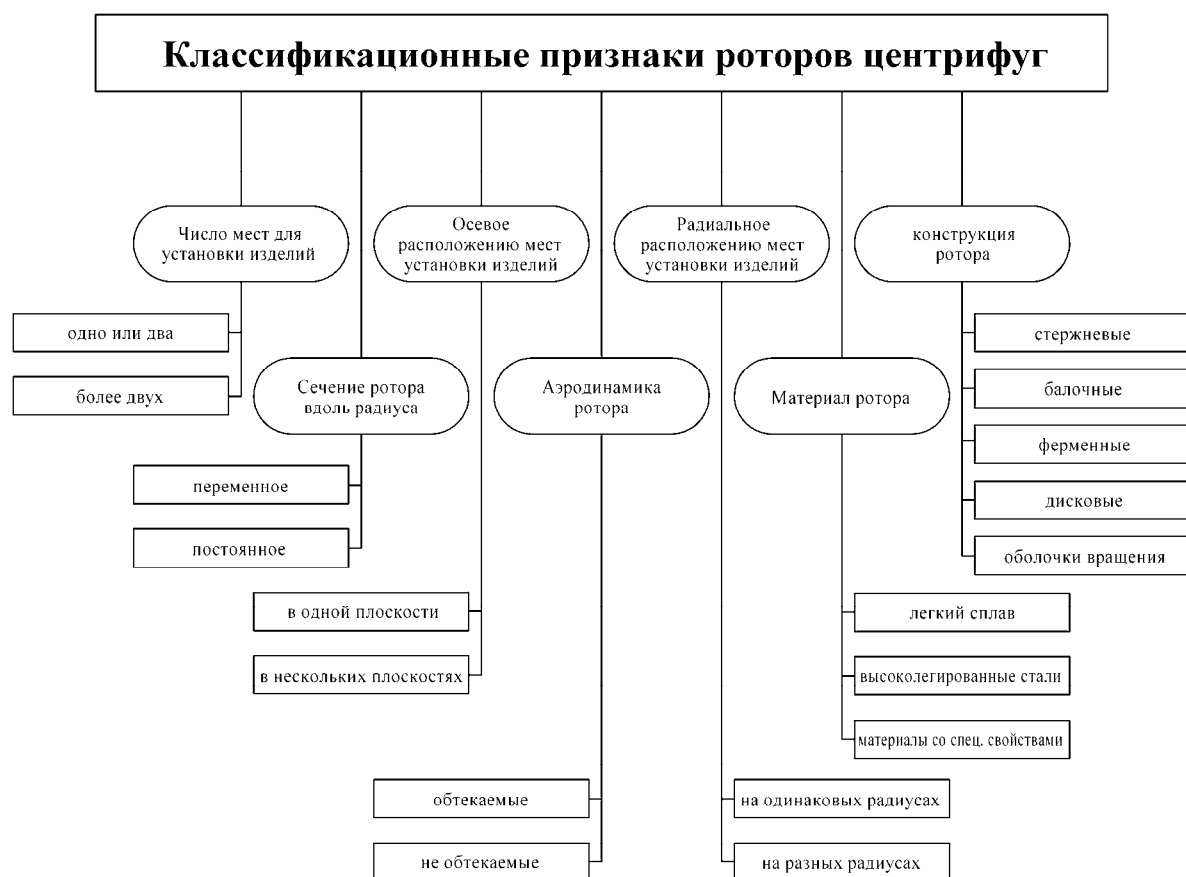 Классификационные признаки роторов центрифуг
Число мест для
установки изделий
Осевое
расположению мест
установки изделий
Радиальное
расположению мест
установки изделий
конструкция
ротора
одно или два
более двух
Сечение ротора
вдоль радиуса
Аэродинамика
ротора
Материал ротора
стержневые
балочные
ферменные
дисковые
оболочки вращения
переменное
постоянное
в одной плоскости
в нескольких плоскостях
легкий сплав
высоколегированные стали
материалы со спец. свойствами
обтекаемые
не обтекаемые
на одинаковых радиусах
на разных радиусах